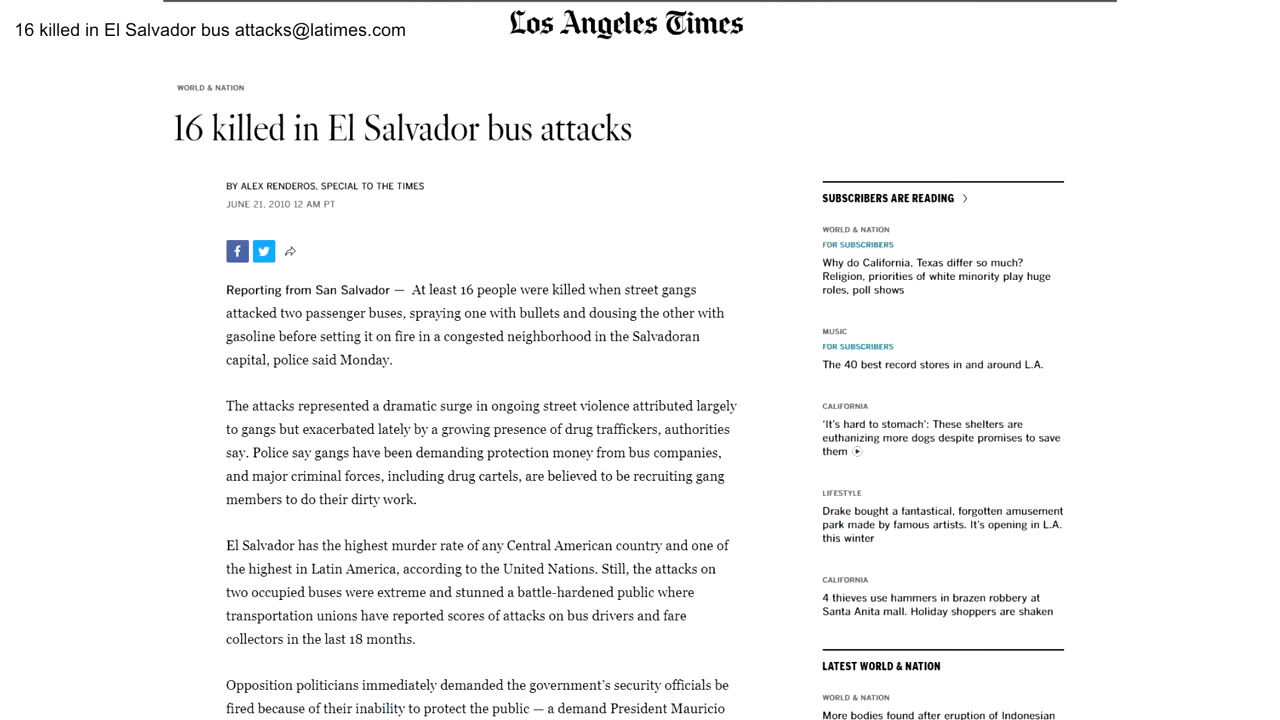 16 killed in El Salvador bus attacks@latimes.com
Los Angeles Times
WORLD & NATION
16 killed in El Salvador bus attacks
BY ALEX RENDEROS, SPECIAL TO THE TIMES
JUNE 21, 2010 12 AM PT
Reporting from San Salvador — At least 16 people were killed when street gangs
attacked two passenger buses, spraying one with bullets and dousing the other with
gasoline before setting it on fire in a congested neighborhood in the Salvadoran
capital, police said Monday.
The attacks represented a dramatic surge in ongoing street violence attributed largely
to gangs but exacerbated lately by a growing presence of drug traffickers, authorities
say. Police say gangs have been demanding protection money from bus companies,
and major criminal forces, including drug cartels, are believed to be recruiting gang
members to do their dirty work.
El Salvador has the highest murder rate of any Central American country and one of
the highest in Latin America, according to the United Nations. Still, the attacks on
two occupied buses were extreme and stunned a battle-hardened public where
transportation unions have reported scores of attacks on bus drivers and fare
collectors in the last 18 months.
Opposition politicians immediately demanded the government's security officials be
fired because of their inability to protect the public — a demand President Mauricio
SUBSCRIBERS ARE READING
WORLD & NATION
FOR SUBSCRIBERS
Why do California, Texas differ so much?
Religion, priorities of white minority play huge
roles, poll shows
MUSIC
FOR SUBSCRIBERS
The 40 best record stores in and around L.A.
CALIFORNIA
'It's hard to stomach': These shelters are
euthanizing more dogs despite promises to save
them
LIFESTYLE
Drake bought a fantastical, forgotten amusement
park made by famous artists. It's opening in L.A.
this winter
CALIFORNIA
4 thieves use hammers in brazen robbery at
Santa Anita mall. Holiday shoppers are shaken
LATEST WORLD & NATION
WORLD & NATION
More bodies found after eruption of Indonesian